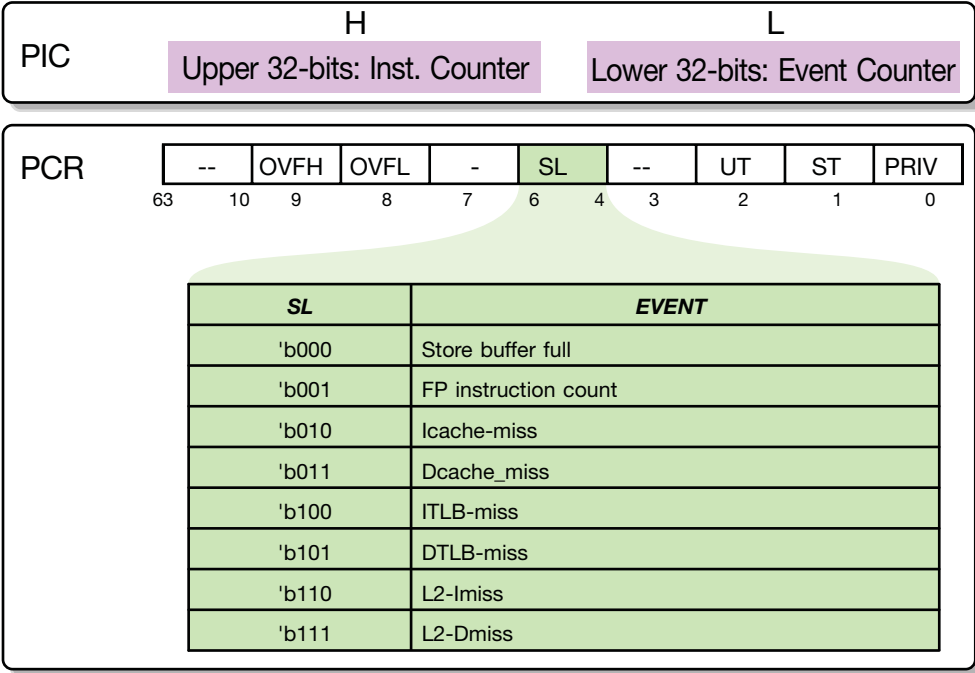 H L
PIC Upper 32-bits: Inst. Counter Lower 32-bits: Event Counter
PCR -- OVFH OVFL - SL -- UT ST PRIV
63 10 9 8 7 6 4 3 2 1 0
SL EVENT
'b000 Store buffer full
'b001 FP instruction count
'b010 Icache-miss
'b011 Dcache_miss
'b100 ITLB-miss
'b101 DTLB-miss
'b110 L2-Imiss
'b111 L2-Dmiss